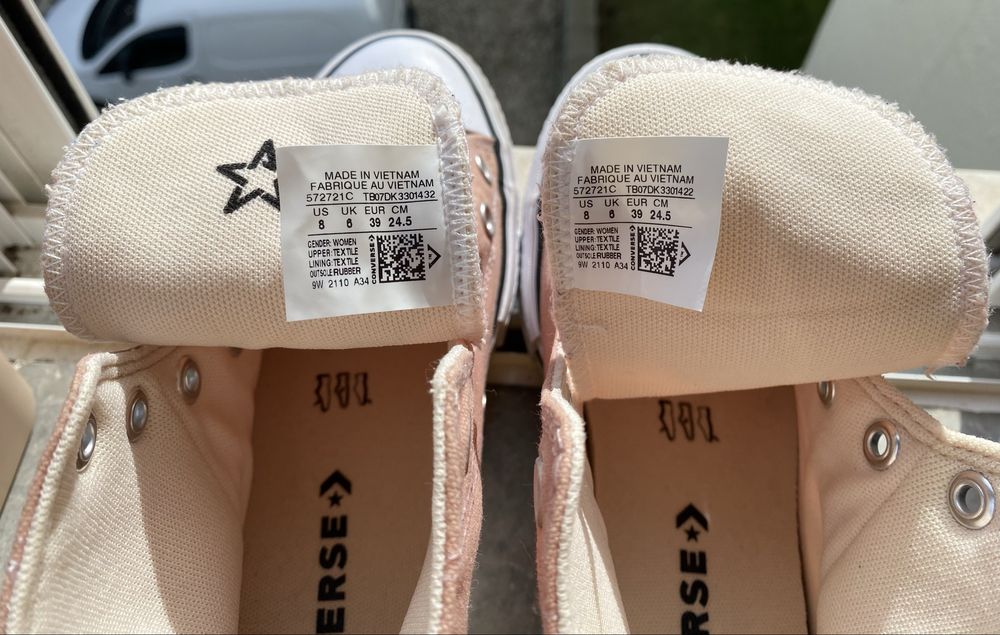 MADE IN VIETNAM
FABRIQUE AU VIETNAM
572721C TB07DK3301432
US UK EUR CM
8 6 39 24.5
GENDER: WOMEN
UPPER: TEXTILE
LINING: TEXTILE
OUTSOLE: RUBBER
9W 2110 A34
CONVERSE
MADE IN VIETNAM
FABRIQUE AU VIETNAM
572721C TB07DK3301422
US UK EUR CM
8 6 39 24.5
GENDER: WOMEN
UPPER: TEXTILE
LINING: TEXTILE
OUTSOLE: RUBBER
9W 2110 A34
CONVERSE
ERSE
ERSE